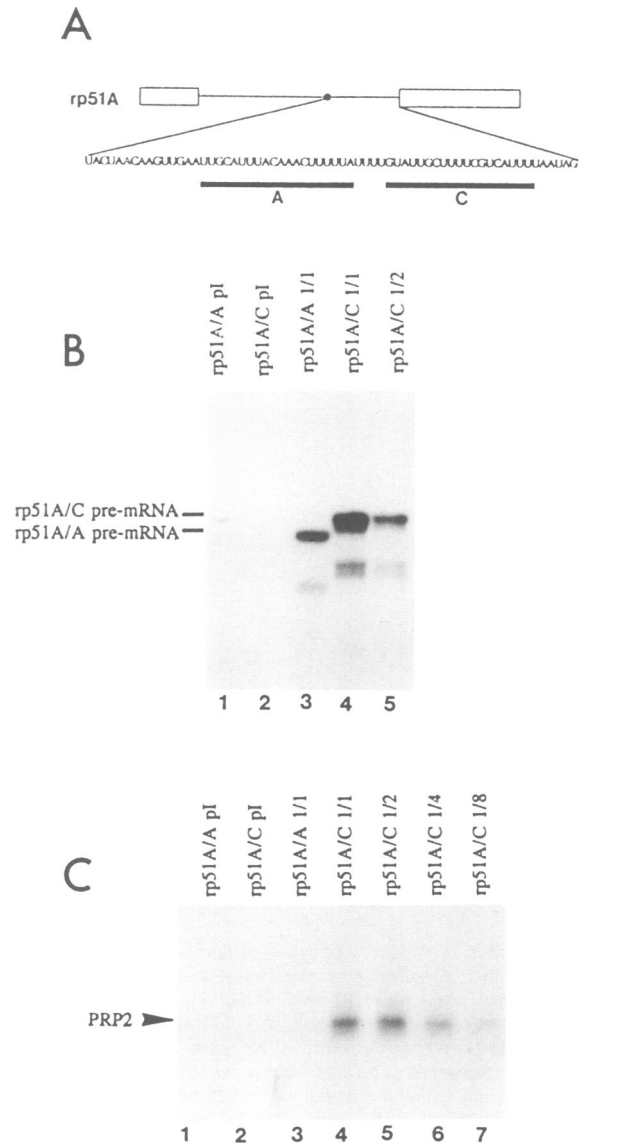 A
rp51A
UACUAACAAGUUGAAUUGCAUUUACAAACUUUUUAUUUUGUAUUGCUUUUCGUCAUUUUAAUAG
A C
B
rp51A/A pI rp51A/C pI rp51A/A 1/1 rp51A/C 1/1 rp51A/C 1/2
rp51A/C pre-mRNA
rp51A/A pre-mRNA
1 2 3 4 5
C
rp51A/A pI rp51A/C pI rp51A/A 1/1 rp51A/C 1/1 rp51A/C 1/2 rp51A/C 1/4 rp51A/C 1/8
PRP2
1 2 3 4 5 6 7